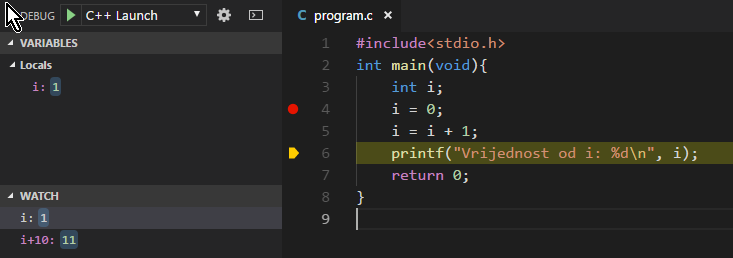 DEBUG C++ Launch
VARIABLES
Locals
i: 1
WATCH
i: 1
i+10: 11
program.c
1 #include<stdio.h>
2 int main(void){
3 int i;
4 i = 0;
5 i = i + 1;
6 printf("Vrijednost od i: %d\n", i);
7 return 0;
8 }
9